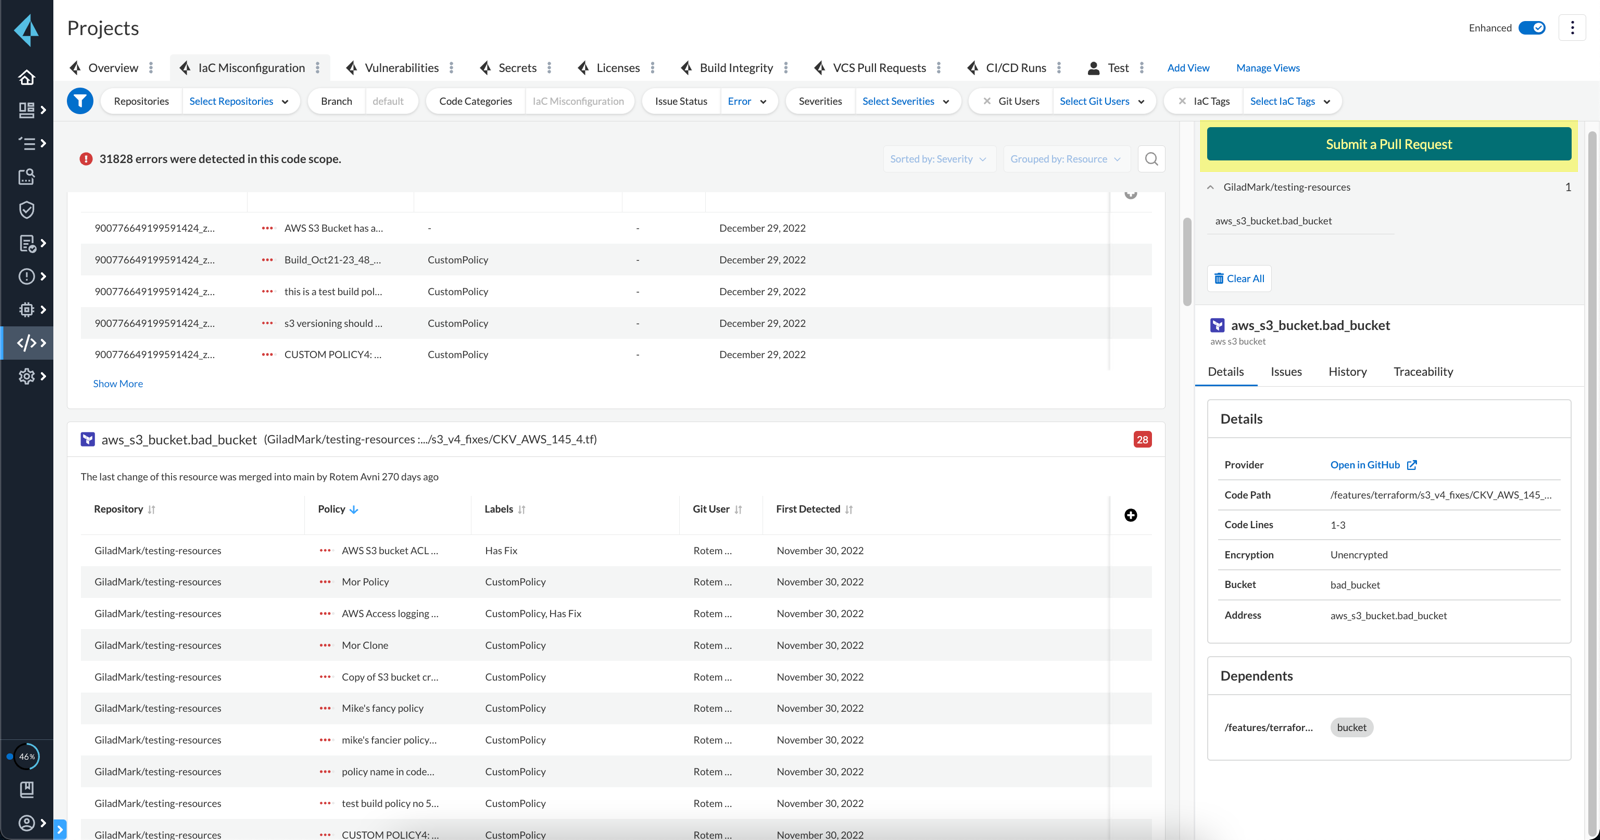 Projects
Enhanced
Overview
IaC Misconfiguration
Vulnerabilities
Secrets
Licenses
Build Integrity
VCS Pull Requests
CI/CD Runs
Test
Add View
Manage Views
Repositories Select Repositories
Branch default
Code Categories IaC Misconfiguration
Issue Status Error
Severities Select Severities
Git Users Select Git Users
IaC Tags Select IaC Tags
31828 errors were detected in this code scope.
Sorted by: Severity
Grouped by: Resource
900776649199591424_z... AWS S3 Bucket has a... - - December 29, 2022
900776649199591424_z... Build_Oct21-23_48_... CustomPolicy - December 29, 2022
900776649199591424_z... this is a test build pol... CustomPolicy - December 29, 2022
900776649199591424_z... s3 versioning should ... CustomPolicy - December 29, 2022
900776649199591424_z... CUSTOM POLICY4: ... CustomPolicy - December 29, 2022
Show More
aws_s3_bucket.bad_bucket (GiladMark/testing-resources :.../s3_v4_fixes/CKV_AWS_145_4.tf) 28
The last change of this resource was merged into main by Rotem Avni 270 days ago
Repository Policy Labels Git User First Detected
GiladMark/testing-resources AWS S3 bucket ACL ... Has Fix Rotem ... November 30, 2022
GiladMark/testing-resources Mor Policy CustomPolicy Rotem ... November 30, 2022
GiladMark/testing-resources AWS Access logging ... CustomPolicy, Has Fix Rotem ... November 30, 2022
GiladMark/testing-resources Mor Clone CustomPolicy Rotem ... November 30, 2022
GiladMark/testing-resources Copy of S3 bucket cr... CustomPolicy Rotem ... November 30, 2022
GiladMark/testing-resources Mike's fancy policy CustomPolicy Rotem ... November 30, 2022
GiladMark/testing-resources mike's fancier policy... CustomPolicy Rotem ... November 30, 2022
GiladMark/testing-resources policy name in code... CustomPolicy Rotem ... November 30, 2022
GiladMark/testing-resources test build policy no 5... CustomPolicy Rotem ... November 30, 2022
GiladMark/testing-resources CUSTOM POLICY4: ... CustomPolicy Rotem ... November 30, 2022
46%
Submit a Pull Request
GiladMark/testing-resources 1
aws_s3_bucket.bad_bucket
Clear All
aws_s3_bucket.bad_bucket
aws s3 bucket
Details Issues History Traceability
Details
Provider Open in GitHub
Code Path /features/terraform/s3_v4_fixes/CKV_AWS_145_...
Code Lines 1-3
Encryption Unencrypted
Bucket bad_bucket
Address aws_s3_bucket.bad_bucket
Dependents
/features/terrafor... bucket